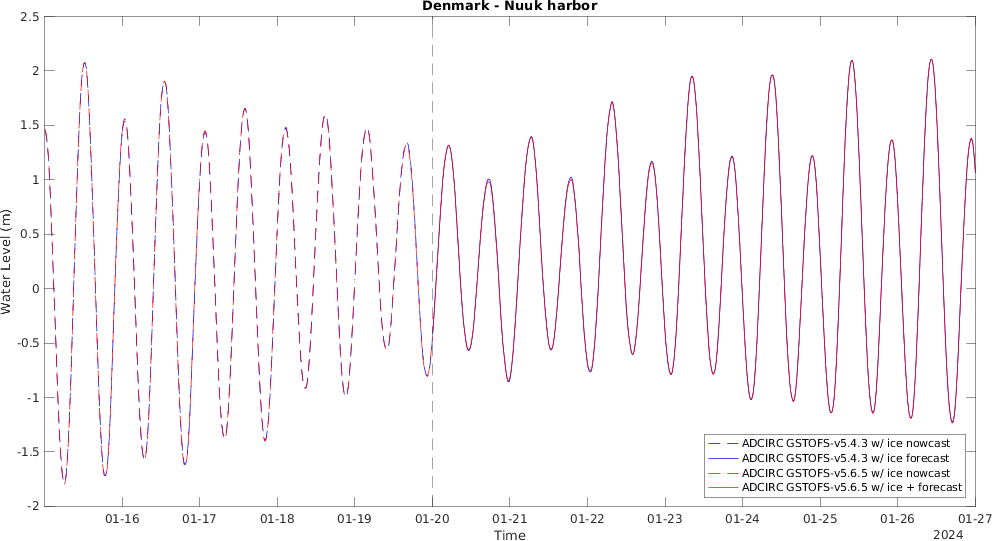 Denmark - Nuuk harbor
2.5
2
1.5
1
0.5
0
-0.5
-1
-1.5
-2
Water Level (m)
01-16 01-17 01-18 01-19 01-20 01-21 01-22 01-23 01-24 01-25 01-26 01-27
Time
2024
ADCIRC GSTOFS-v5.4.3 w/ ice nowcast
ADCIRC GSTOFS-v5.4.3 w/ ice forecast
ADCIRC GSTOFS-v5.6.5 w/ ice nowcast
ADCIRC GSTOFS-v5.6.5 w/ ice + forecast